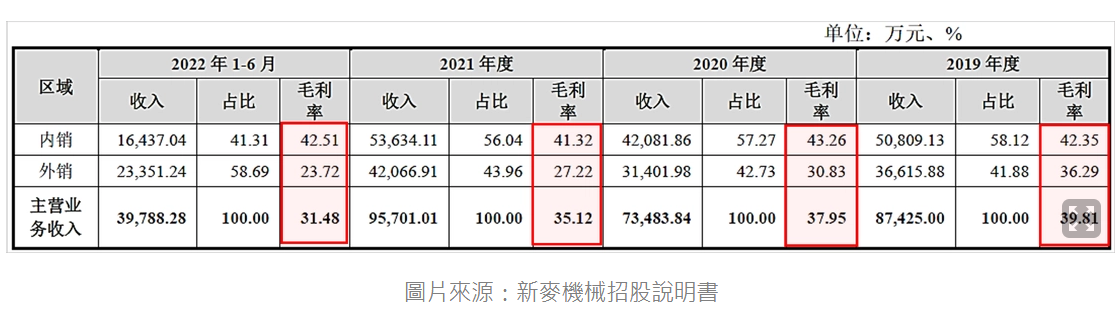 单位：万元、%
区域 2022 年 1-6 月 2021 年度 2020 年度 2019 年度
收入 占比 毛利率 收入 占比 毛利率 收入 占比 毛利率 收入 占比 毛利率
内销 16,437.04 41.31 42.51 53,634.11 56.04 41.32 42,081.86 57.27 43.26 50,809.13 58.12 42.35
外销 23,351.24 58.69 23.72 42,066.91 43.96 27.22 31,401.98 42.73 30.83 36,615.88 41.88 36.29
主营业务收入 39,788.28 100.00 31.48 95,701.01 100.00 35.12 73,483.84 100.00 37.95 87,425.00 100.00 39.81
圖片來源：新麥機械招股說明書